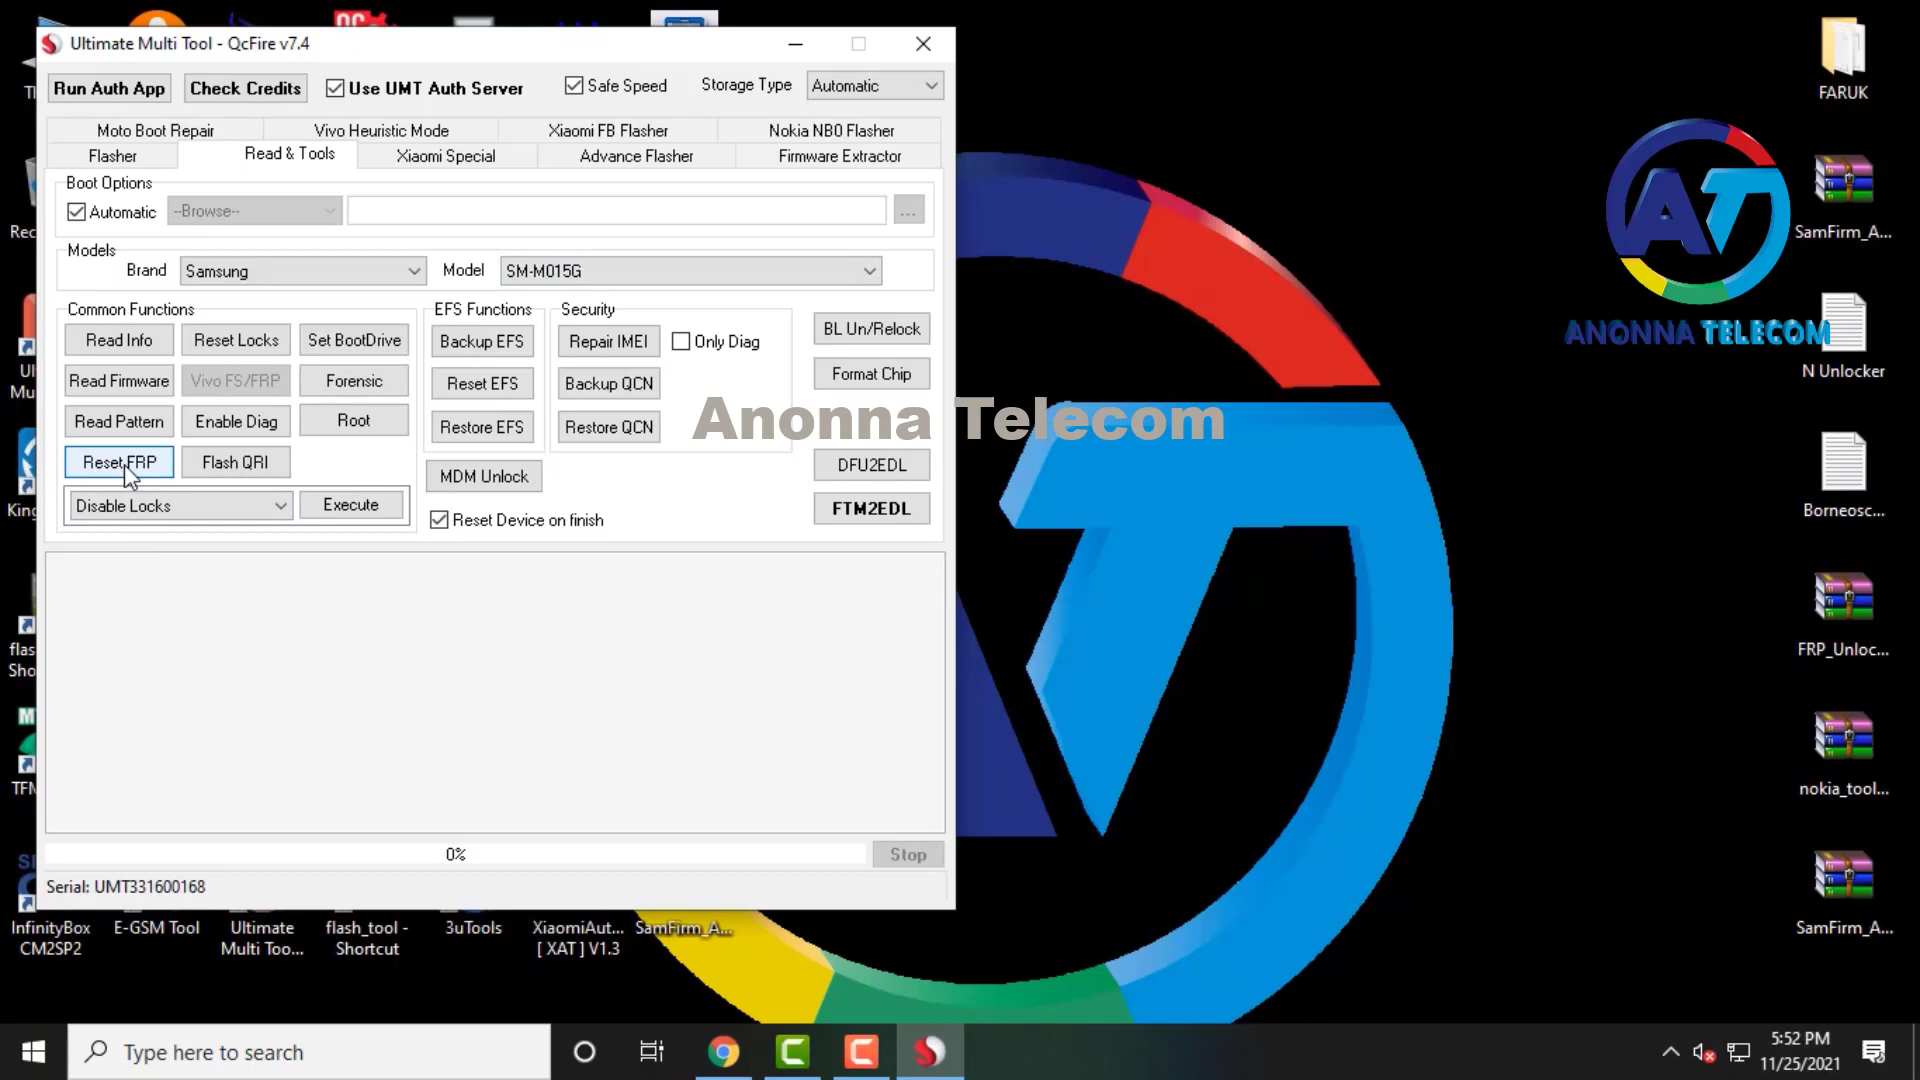 Ultimate Multi Tool - QcFire v7.4
Run Auth App
Check Credits
Use UMT Auth Server
Safe Speed
Storage Type
Automatic
Moto Boot Repair
Vivo Heuristic Mode
Xiaomi FB Flasher
Nokia NB0 Flasher
Flasher
Read & Tools
Xiaomi Special
Advance Flasher
Firmware Extractor
Boot Options
Automatic
--Browse--
...
Models
Brand
Samsung
Model
SM-M015G
Common Functions
Read Info
Reset Locks
Set BootDrive
Read Firmware
Vivo FS/FRP
Forensic
Read Pattern
Enable Diag
Root
Reset FRP
Flash QRI
Disable Locks
Execute
EFS Functions
Backup EFS
Reset EFS
Restore EFS
MDM Unlock
Reset Device on finish
Security
Repair IMEI
Only Diag
Backup QCN
Restore QCN
BL Un/Relock
Format Chip
DFU2EDL
FTM2EDL
Anonna Telecom
0%
Stop
Serial: UMT331600168
InfinityBox
CM2SP2
E-GSM Tool
Ultimate
Multi Too...
flash_tool -
Shortcut
3uTools
XiaomiAut...
[ XAT ] V1.3
SamFirm_A...
FARUK
SamFirm_A...
N Unlocker
Borneosc...
FRP_Unloc...
nokia_tool...
SamFirm_A...
AT
ANONNA TELECOM
Type here to search
5:52 PM
11/25/2021